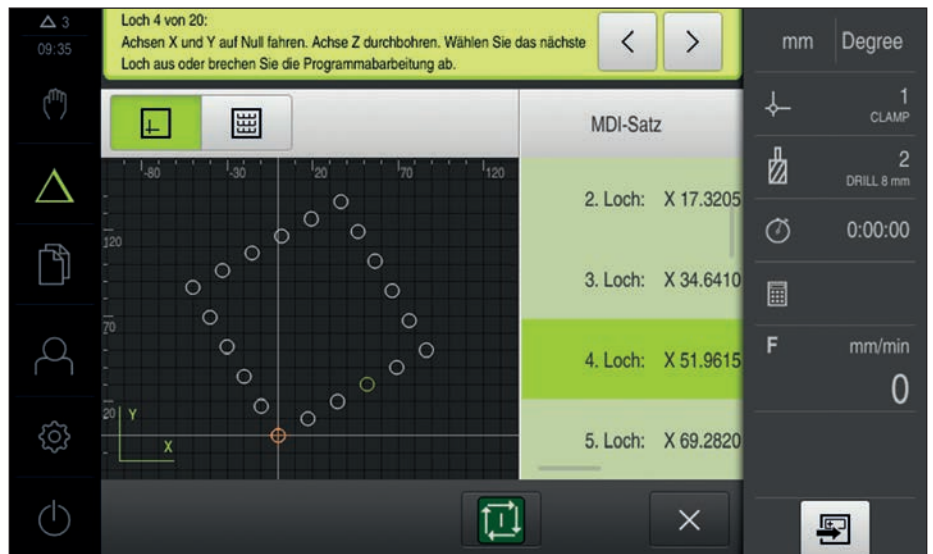 3
09:35
Loch 4 von 20:
Achsen X und Y auf Null fahren. Achse Z durchbohren. Wählen Sie das nächste
Loch aus oder brechen Sie die Programmabarbeitung ab.
mm Degree
1
CLAMP
2
DRILL 8 mm
0:00:00
F mm/min
0
MDI-Satz
2. Loch: X 17.3205
3. Loch: X 34.6410
4. Loch: X 51.9615
5. Loch: X 69.2820
-80 -30 20 70 120
120
70
20
Y
X